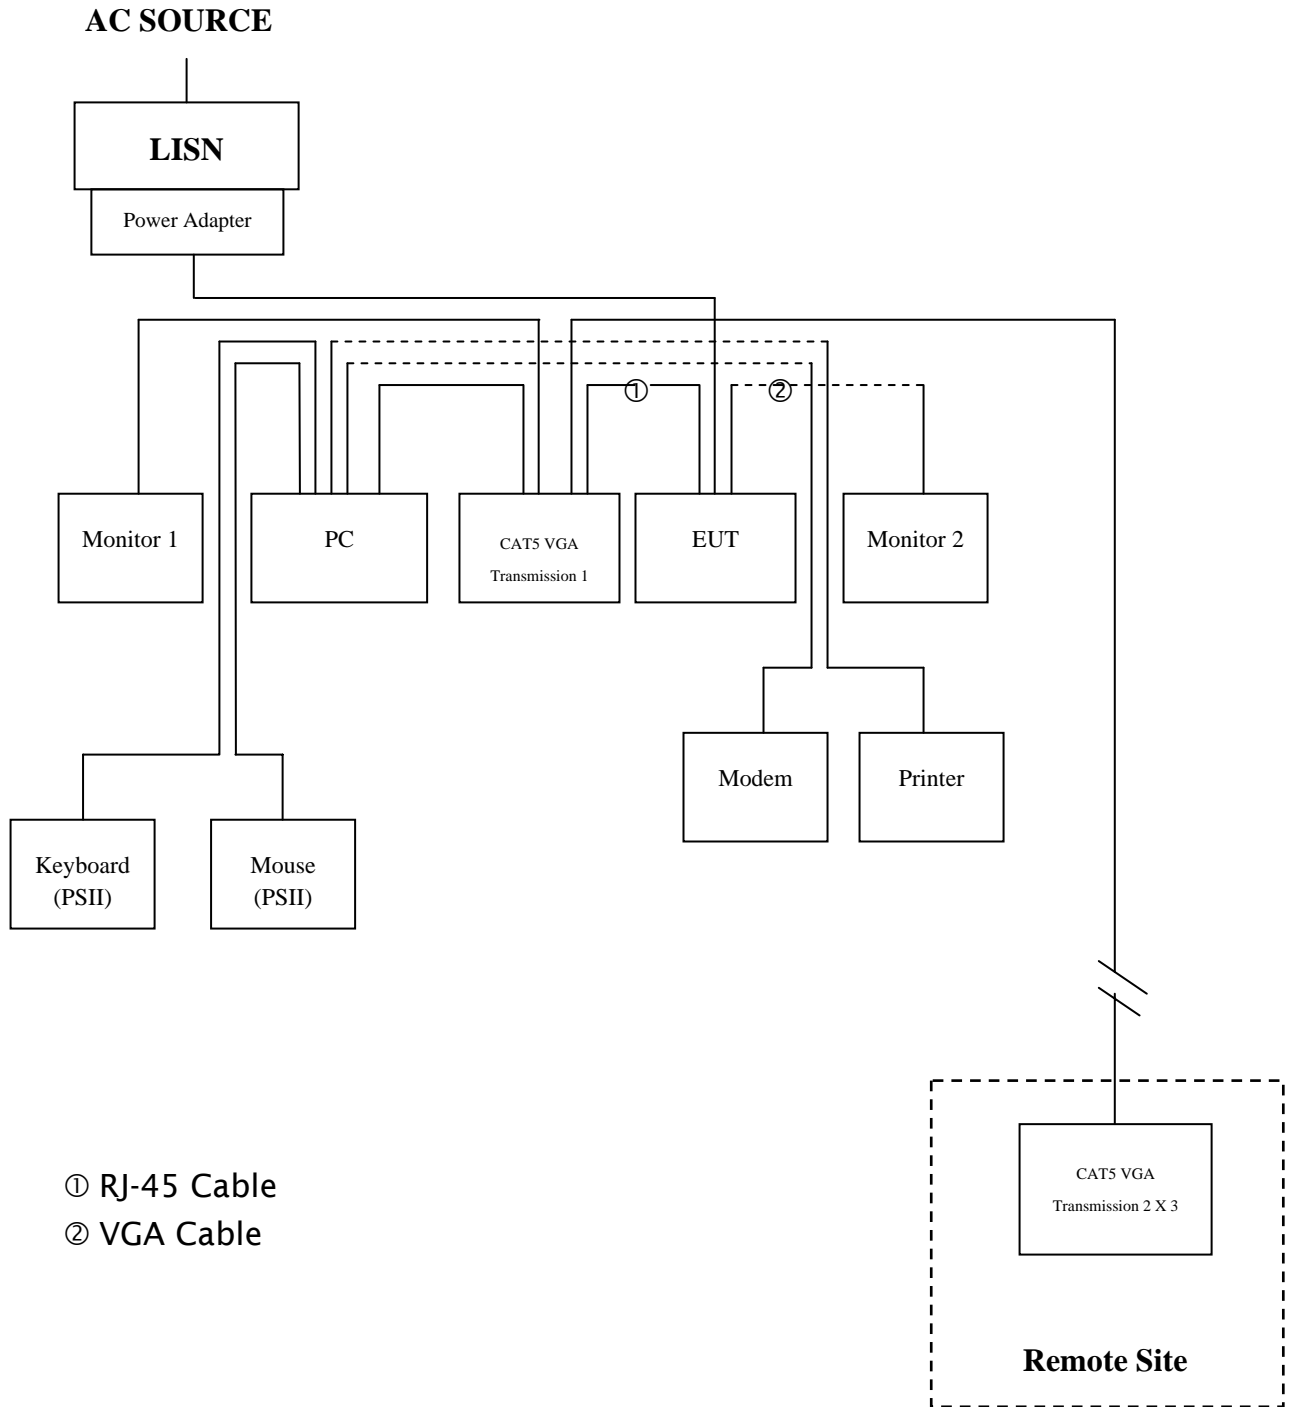 AC SOURCE
LISN
Power Adapter
①
②
Monitor 1
PC
CAT5 VGA
Transmission 1
EUT
Monitor 2
Modem
Printer
Keyboard
(PSII)
Mouse
(PSII)
① RJ-45 Cable
② VGA Cable
CAT5 VGA
Transmission 2 X 3
Remote Site